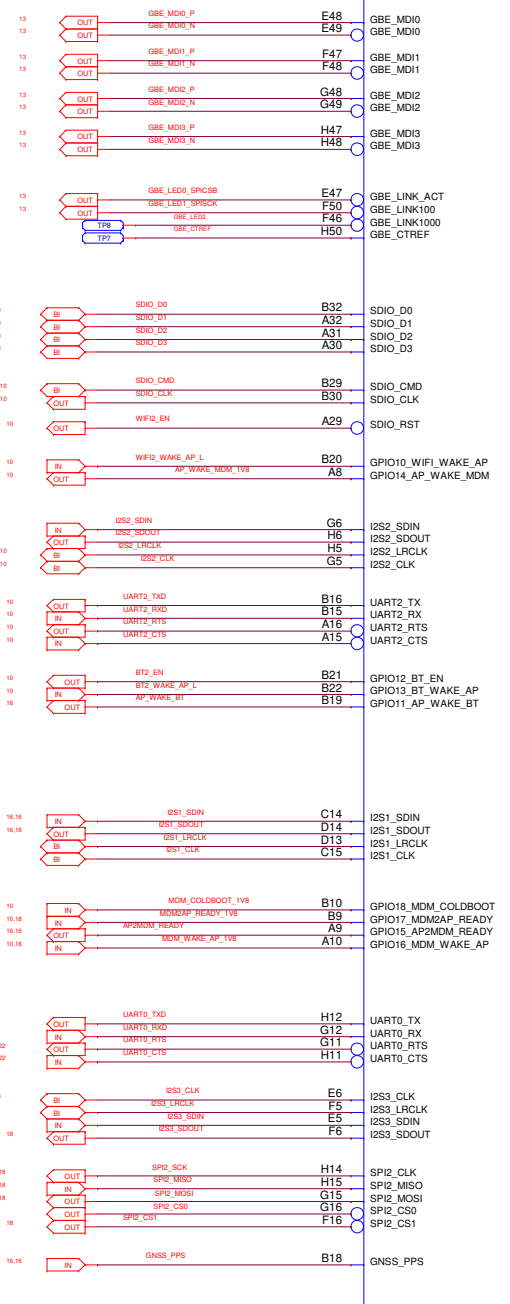 13 OUT GBE_MDI0_P E48 GBE_MDI0
OUT GBE_MDI0_N E49 GBE_MDI0
13 OUT GBE_MDI1_P F47 GBE_MDI1
13 OUT GBE_MDI1_N F48 GBE_MDI1
13 OUT GBE_MDI2_P G48 GBE_MDI2
13 OUT GBE_MDI2_N G49 GBE_MDI2
13 OUT GBE_MDI3_P H47 GBE_MDI3
13 OUT GBE_MDI3_N H48 GBE_MDI3
13 OUT GBE_LED0_SPICSB E47 GBE_LINK_ACT
13 OUT GBE_LED1_SPISCK F50 GBE_LINK100
TP8 GBE_LED2 F46 GBE_LINK1000
TP7 GBE_CTREF H50 GBE_CTREF
BI SDIO_D0 B32 SDIO_D0
BI SDIO_D1 A32 SDIO_D1
BI SDIO_D2 A31 SDIO_D2
BI SDIO_D3 A30 SDIO_D3
10 BI SDIO_CMD B29 SDIO_CMD
10 OUT SDIO_CLK B30 SDIO_CLK
10 OUT WIFI2_EN A29 SDIO_RST
10 IN WIFI2_WAKE_AP_L B20 GPIO10_WIFI_WAKE_AP
10 OUT AP_WAKE_MDM_1V8 A8 GPIO14_AP_WAKE_MDM
IN I2S2_SDIN G6 I2S2_SDIN
OUT I2S2_SDOUT H6 I2S2_SDOUT
10 BI I2S2_LRCLK H5 I2S2_LRCLK
10 BI I2S2_CLK G5 I2S2_CLK
10 OUT UART2_TXD B16 UART2_TX
10 IN UART2_RXD B15 UART2_RX
10 OUT UART2_RTS A16 UART2_RTS
10 IN UART2_CTS A15 UART2_CTS
10 OUT BT2_EN B21 GPIO12_BT_EN
10 IN BT2_WAKE_AP_L B22 GPIO13_BT_WAKE_AP
16 OUT AP_WAKE_BT B19 GPIO11_AP_WAKE_BT
16,16 IN I2S1_SDIN C14 I2S1_SDIN
16,16 OUT I2S1_SDOUT D14 I2S1_SDOUT
BI I2S1_LRCLK D13 I2S1_LRCLK
BI I2S1_CLK C15 I2S1_CLK
10 IN MDM_COLDBOOT_1V8 B10 GPIO18_MDM_COLDBOOT
10,16 IN MDM2AP_READY_1V8 B9 GPIO17_MDM2AP_READY
16,16 OUT AP2MDM_READY A9 GPIO15_AP2MDM_READY
10,16 IN MDM_WAKE_AP_1V8 A10 GPIO16_MDM_WAKE_AP
OUT UART0_TXD H12 UART0_TX
IN UART0_RXD G12 UART0_RX
22 OUT UART0_RTS G11 UART0_RTS
22 IN UART0_CTS H11 UART0_CTS
BI I2S3_CLK E6 I2S3_CLK
BI I2S3_LRCLK F5 I2S3_LRCLK
IN I2S3_SDIN E5 I2S3_SDIN
18 OUT I2S3_SDOUT F6 I2S3_SDOUT
18 OUT SPI2_SCK H14 SPI2_CLK
18 IN SPI2_MISO H15 SPI2_MISO
18 OUT G15 SPI2_MOSI
OUT SPI2_CS0 G16 SPI2_CS0
18 OUT SPI2_CS1 F16 SPI2_CS1
16,16 IN GNSS_PPS B18 GNSS_PPS